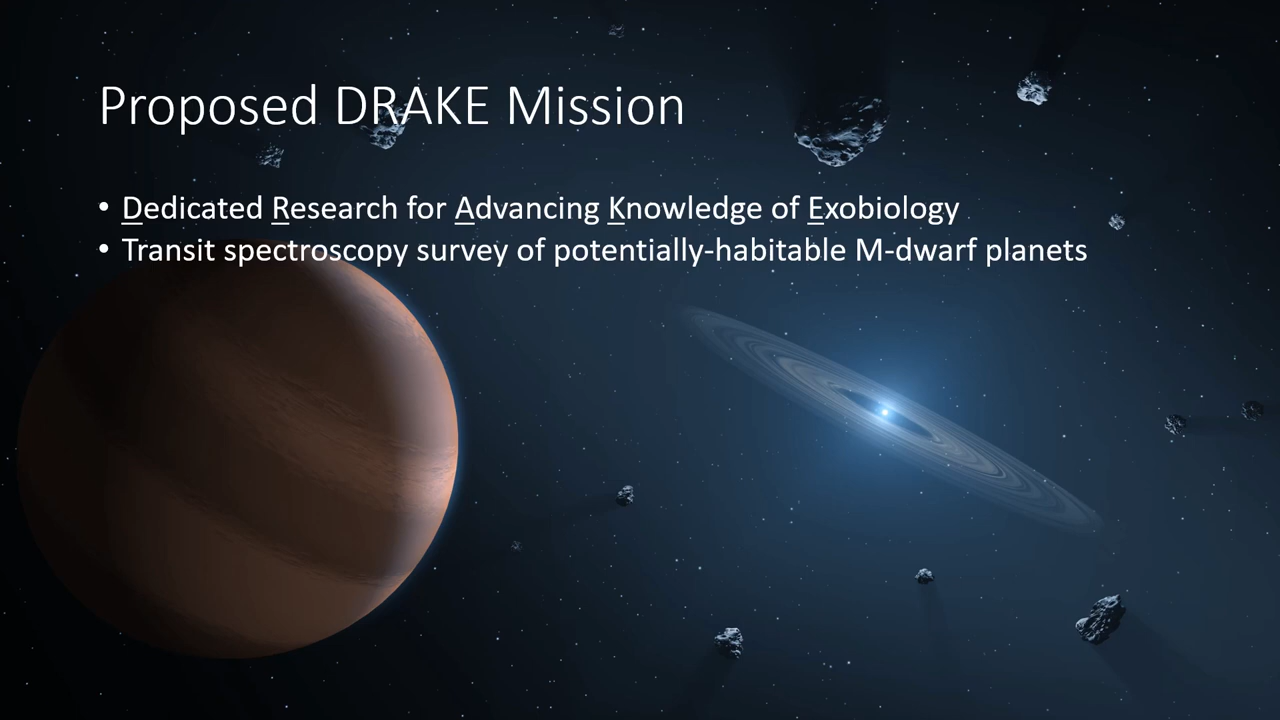 Proposed DRAKE Mission
• Dedicated Research for Advancing Knowledge of Exobiology
• Transit spectroscopy survey of potentially-habitable M-dwarf planets